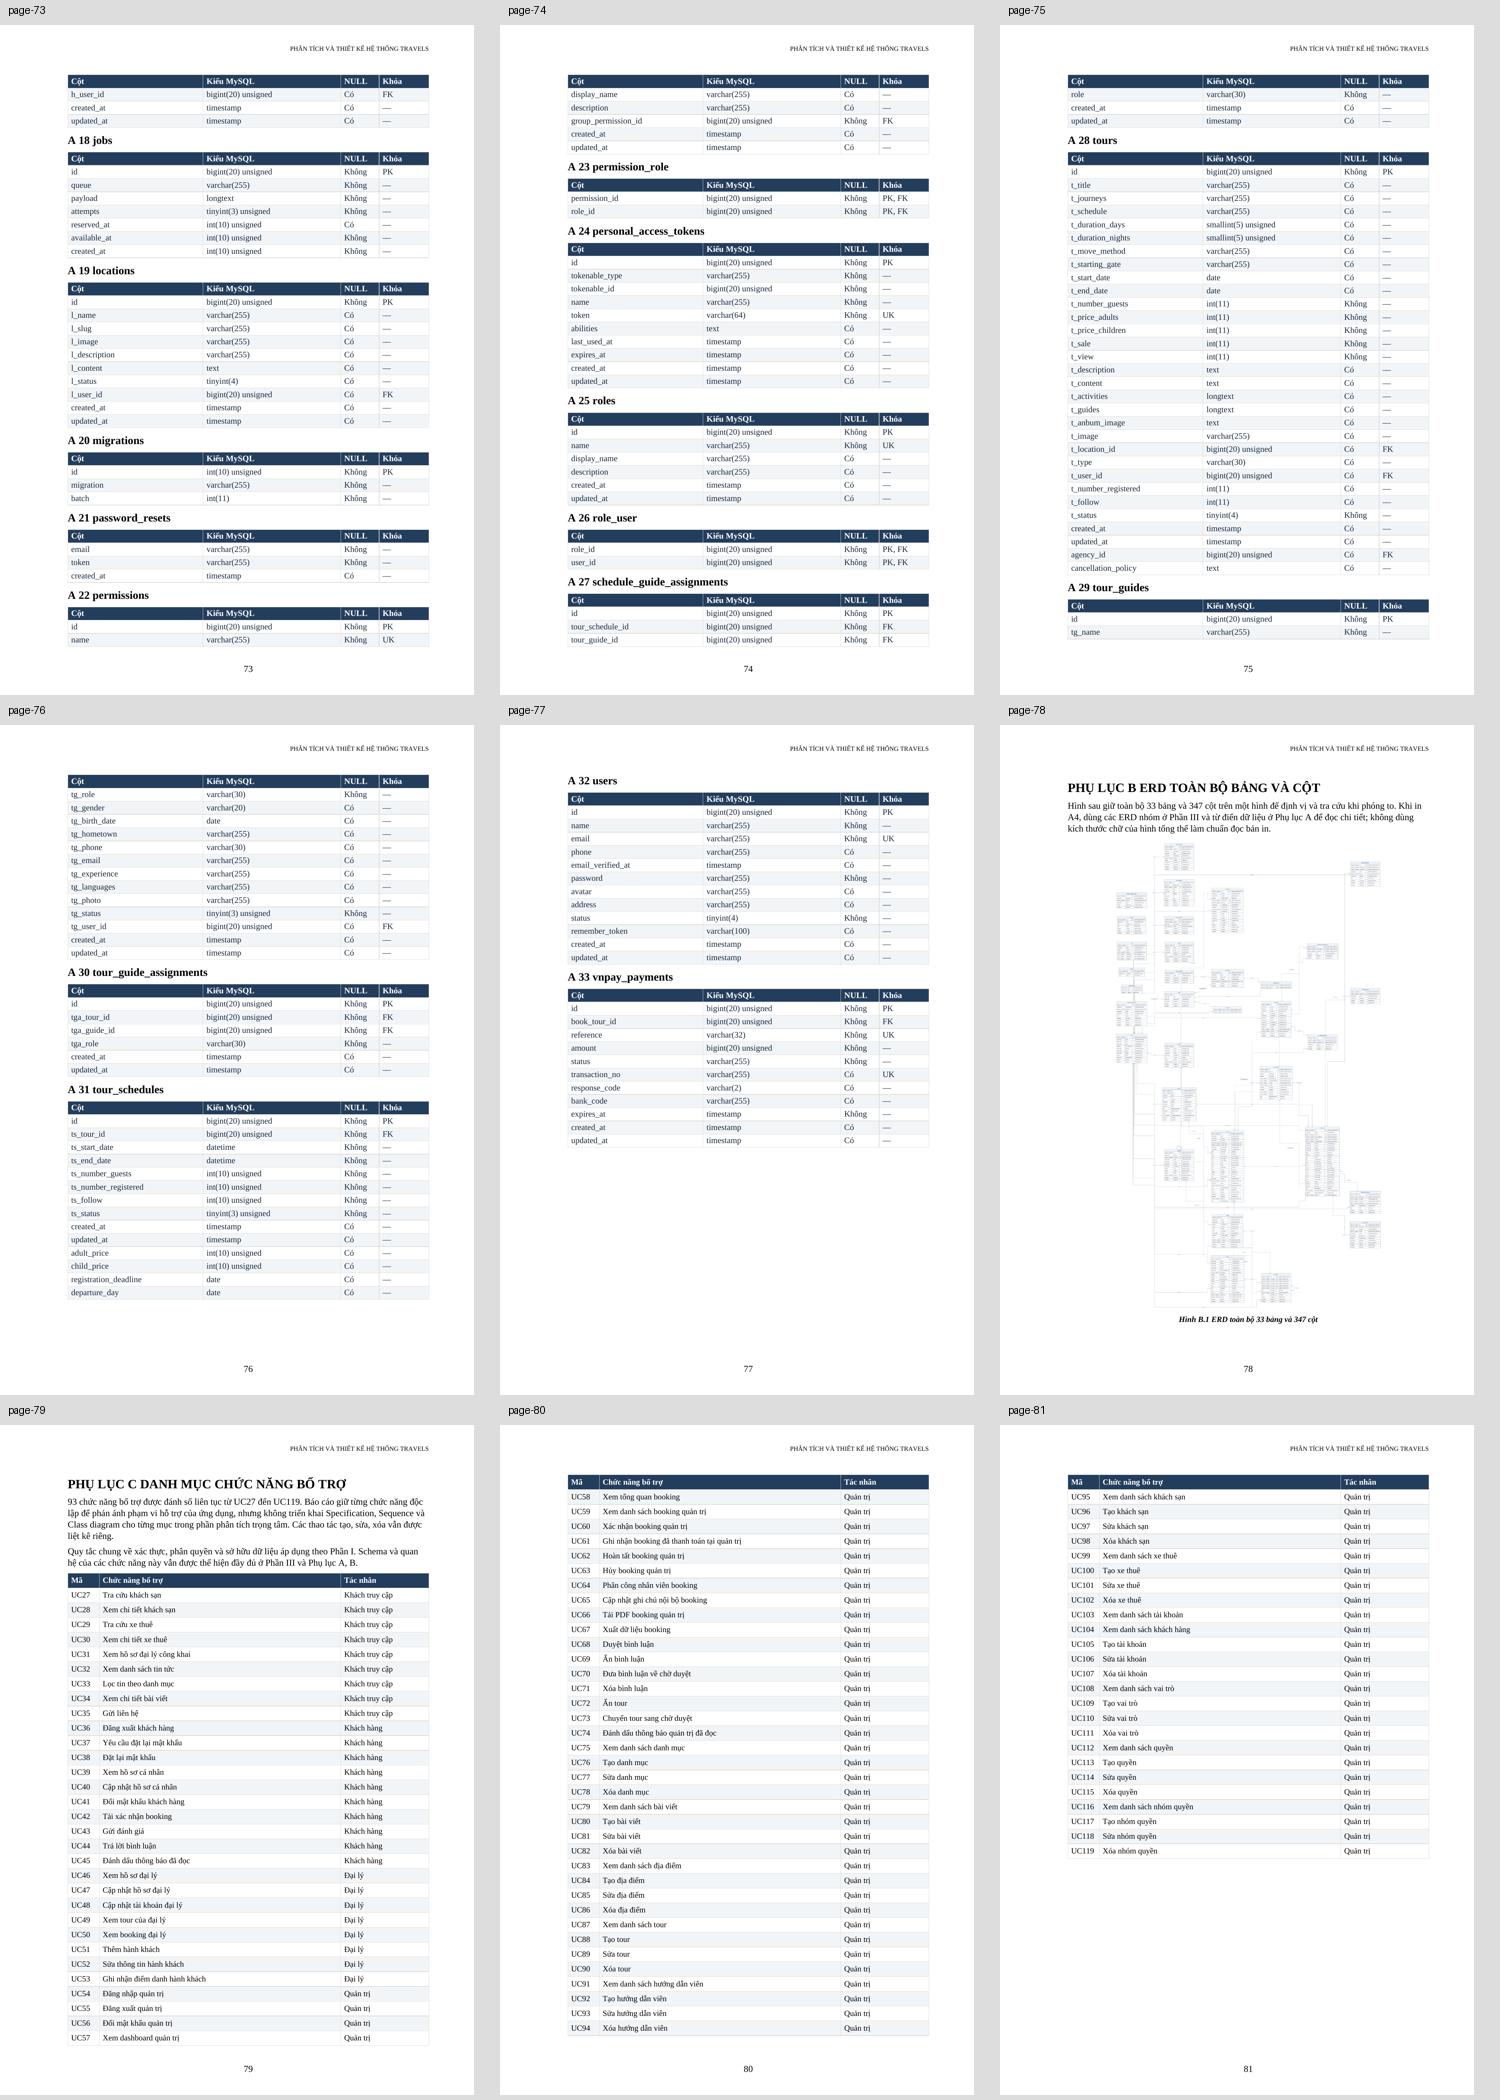 page-73
PHÂN TÍCH VÀ THIẾT KẾ HỆ THỐNG TRAVELS
Cột Kiểu MySQL NULL Khóa
h_user_id bigint(20) unsigned Có FK
created_at timestamp Có —
updated_at timestamp Có —
A 18 jobs
Cột Kiểu MySQL NULL Khóa
id bigint(20) unsigned Không PK
queue varchar(255) Không —
payload longtext Không —
attempts tinyint(3) unsigned Không —
reserved_at int(10) unsigned Có —
available_at int(10) unsigned Không —
created_at int(10) unsigned Không —
A 19 locations
Cột Kiểu MySQL NULL Khóa
id bigint(20) unsigned Không PK
l_name varchar(255) Có —
l_slug varchar(255) Có —
l_image varchar(255) Có —
l_description varchar(255) Có —
l_content text Có —
l_status tinyint(4) Có —
l_user_id bigint(20) unsigned Có FK
created_at timestamp Có —
updated_at timestamp Có —
A 20 migrations
Cột Kiểu MySQL NULL Khóa
id int(10) unsigned Không PK
migration varchar(255) Không —
batch int(11) Không —
A 21 password_resets
Cột Kiểu MySQL NULL Khóa
email varchar(255) Không —
token varchar(255) Không —
created_at timestamp Có —
A 22 permissions
Cột Kiểu MySQL NULL Khóa
id bigint(20) unsigned Không PK
name varchar(255) Không UK
73
page-74
PHÂN TÍCH VÀ THIẾT KẾ HỆ THỐNG TRAVELS
Cột Kiểu MySQL NULL Khóa
display_name varchar(255) Có —
description varchar(255) Có —
group_permission_id bigint(20) unsigned Không FK
created_at timestamp Có —
updated_at timestamp Có —
A 23 permission_role
Cột Kiểu MySQL NULL Khóa
permission_id bigint(20) unsigned Không PK, FK
role_id bigint(20) unsigned Không PK, FK
A 24 personal_access_tokens
Cột Kiểu MySQL NULL Khóa
id bigint(20) unsigned Không PK
tokenable_type varchar(255) Không —
tokenable_id bigint(20) unsigned Không —
name varchar(255) Không —
token varchar(64) Không UK
abilities text Có —
last_used_at timestamp Có —
expires_at timestamp Có —
created_at timestamp Có —
updated_at timestamp Có —
A 25 roles
Cột Kiểu MySQL NULL Khóa
id bigint(20) unsigned Không PK
name varchar(255) Không UK
display_name varchar(255) Có —
description varchar(255) Có —
created_at timestamp Có —
updated_at timestamp Có —
A 26 role_user
Cột Kiểu MySQL NULL Khóa
role_id bigint(20) unsigned Không PK, FK
user_id bigint(20) unsigned Không PK, FK
A 27 schedule_guide_assignments
Cột Kiểu MySQL NULL Khóa
id bigint(20) unsigned Không PK
tour_schedule_id bigint(20) unsigned Không FK
tour_guide_id bigint(20) unsigned Không FK
74
page-75
PHÂN TÍCH VÀ THIẾT KẾ HỆ THỐNG TRAVELS
Cột Kiểu MySQL NULL Khóa
role varchar(30) Không —
created_at timestamp Có —
updated_at timestamp Có —
A 28 tours
Cột Kiểu MySQL NULL Khóa
id bigint(20) unsigned Không PK
t_title varchar(255) Có —
t_journeys varchar(255) Có —
t_schedule varchar(255) Có —
t_duration_days smallint(5) unsigned Có —
t_duration_nights smallint(5) unsigned Có —
t_move_method varchar(255) Có —
t_starting_gate varchar(255) Có —
t_start_date date Có —
t_end_date date Có —
t_number_guests int(11) Không —
t_price_adults int(11) Không —
t_price_children int(11) Không —
t_sale int(11) Không —
t_view int(11) Không —
t_description text Có —
t_content text Có —
t_activities longtext Có —
t_guides longtext Có —
t_anbum_image text Có —
t_image varchar(255) Có —
t_location_id bigint(20) unsigned Có FK
t_type varchar(30) Có —
t_user_id bigint(20) unsigned Có FK
t_number_registered int(11) Có —
t_follow int(11) Có —
t_status tinyint(4) Không —
created_at timestamp Có —
updated_at timestamp Có —
agency_id bigint(20) unsigned Có FK
cancellation_policy text Có —
A 29 tour_guides
Cột Kiểu MySQL NULL Khóa
id bigint(20) unsigned Không PK
tg_name varchar(255) Không —
75
page-76
PHÂN TÍCH VÀ THIẾT KẾ HỆ THỐNG TRAVELS
Cột Kiểu MySQL NULL Khóa
tg_role varchar(30) Không —
tg_gender varchar(20) Có —
tg_birth_date date Có —
tg_hometown varchar(255) Có —
tg_phone varchar(30) Có —
tg_email varchar(255) Có —
tg_experience varchar(255) Có —
tg_languages varchar(255) Có —
tg_photo varchar(255) Có —
tg_status tinyint(3) unsigned Không —
tg_user_id bigint(20) unsigned Có FK
created_at timestamp Có —
updated_at timestamp Có —
A 30 tour_guide_assignments
Cột Kiểu MySQL NULL Khóa
id bigint(20) unsigned Không PK
tga_tour_id bigint(20) unsigned Không FK
tga_guide_id bigint(20) unsigned Không FK
tga_role varchar(30) Không —
created_at timestamp Có —
updated_at timestamp Có —
A 31 tour_schedules
Cột Kiểu MySQL NULL Khóa
id bigint(20) unsigned Không PK
ts_tour_id bigint(20) unsigned Không FK
ts_start_date datetime Không —
ts_end_date datetime Không —
ts_number_guests int(10) unsigned Không —
ts_number_registered int(10) unsigned Không —
ts_follow int(10) unsigned Không —
ts_status tinyint(3) unsigned Không —
created_at timestamp Có —
updated_at timestamp Có —
adult_price int(10) unsigned Có —
child_price int(10) unsigned Có —
registration_deadline date Có —
departure_day date Có —
76
page-77
PHÂN TÍCH VÀ THIẾT KẾ HỆ THỐNG TRAVELS
A 32 users
Cột Kiểu MySQL NULL Khóa
id bigint(20) unsigned Không PK
name varchar(255) Không —
email varchar(255) Không UK
phone varchar(255) Có —
email_verified_at timestamp Có —
password varchar(255) Không —
avatar varchar(255) Có —
address varchar(255) Có —
status tinyint(4) Không —
remember_token varchar(100) Có —
created_at timestamp Có —
updated_at timestamp Có —
A 33 vnpay_payments
Cột Kiểu MySQL NULL Khóa
id bigint(20) unsigned Không PK
book_tour_id bigint(20) unsigned Không FK
reference varchar(32) Không UK
amount bigint(20) unsigned Không —
status varchar(255) Không —
transaction_no varchar(255) Có UK
response_code varchar(2) Có —
bank_code varchar(255) Có —
expires_at timestamp Không —
created_at timestamp Có —
updated_at timestamp Có —
77
page-78
PHÂN TÍCH VÀ THIẾT KẾ HỆ THỐNG TRAVELS
PHỤ LỤC B ERD TOÀN BỘ BẢNG VÀ CỘT
Hình sau giữ toàn bộ 33 bảng và 347 cột trên một hình để định vị và tra cứu khi phóng to. Khi in
A4, dùng các ERD nhóm ở Phần III và từ điển dữ liệu ở Phụ lục A để đọc chi tiết; không dùng
kích thước chữ của hình tổng thể làm chuẩn đọc bản in.
Hình B.1 ERD toàn bộ 33 bảng và 347 cột
78
page-79
PHÂN TÍCH VÀ THIẾT KẾ HỆ THỐNG TRAVELS
PHỤ LỤC C DANH MỤC CHỨC NĂNG BỔ TRỢ
93 chức năng bổ trợ được đánh số liên tục từ UC27 đến UC119. Báo cáo giữ từng chức năng độc
lập để phản ánh phạm vi hỗ trợ của ứng dụng, nhưng không triển khai Specification, Sequence và
Class diagram cho từng mục trong phần phân tích trọng tâm. Các thao tác tạo, sửa, xóa vẫn được
liệt kê riêng.
Quy tắc chung về xác thực, phân quyền và sở hữu dữ liệu áp dụng theo Phần I. Schema và quan
hệ của các chức năng này vẫn được thể hiện đầy đủ ở Phần III và Phụ lục A, B.
Mã Chức năng bổ trợ Tác nhân
UC27 Tra cứu khách sạn Khách truy cập
UC28 Xem chi tiết khách sạn Khách truy cập
UC29 Tra cứu xe thuê Khách truy cập
UC30 Xem chi tiết xe thuê Khách truy cập
UC31 Xem hồ sơ đại lý công khai Khách truy cập
UC32 Xem danh sách tin tức Khách truy cập
UC33 Lọc tin theo danh mục Khách truy cập
UC34 Xem chi tiết bài viết Khách truy cập
UC35 Gửi liên hệ Khách truy cập
UC36 Đăng xuất khách hàng Khách hàng
UC37 Yêu cầu đặt lại mật khẩu Khách hàng
UC38 Đặt lại mật khẩu Khách hàng
UC39 Xem hồ sơ cá nhân Khách hàng
UC40 Cập nhật hồ sơ cá nhân Khách hàng
UC41 Đổi mật khẩu khách hàng Khách hàng
UC42 Tải xác nhận booking Khách hàng
UC43 Gửi đánh giá Khách hàng
UC44 Trả lời bình luận Khách hàng
UC45 Đánh dấu thông báo đã đọc Khách hàng
UC46 Xem hồ sơ đại lý Đại lý
UC47 Cập nhật hồ sơ đại lý Đại lý
UC48 Cập nhật tài khoản đại lý Đại lý
UC49 Xem tour của đại lý Đại lý
UC50 Xem booking đại lý Đại lý
UC51 Thêm hành khách Đại lý
UC52 Sửa thông tin hành khách Đại lý
UC53 Ghi nhận điểm danh hành khách Đại lý
UC54 Đăng nhập quản trị Quản trị
UC55 Đăng xuất quản trị Quản trị
UC56 Đổi mật khẩu quản trị Quản trị
UC57 Xem dashboard quản trị Quản trị
79
page-80
PHÂN TÍCH VÀ THIẾT KẾ HỆ THỐNG TRAVELS
Mã Chức năng bổ trợ Tác nhân
UC58 Xem tổng quan booking Quản trị
UC59 Xem danh sách booking quản trị Quản trị
UC60 Xác nhận booking quản trị Quản trị
UC61 Ghi nhận booking đã thanh toán tại quản trị Quản trị
UC62 Hoàn tất booking quản trị Quản trị
UC63 Hủy booking quản trị Quản trị
UC64 Phân công nhân viên booking Quản trị
UC65 Cập nhật ghi chú nội bộ booking Quản trị
UC66 Tải PDF booking quản trị Quản trị
UC67 Xuất dữ liệu booking Quản trị
UC68 Duyệt bình luận Quản trị
UC69 Ẩn bình luận Quản trị
UC70 Đưa bình luận về chờ duyệt Quản trị
UC71 Xóa bình luận Quản trị
UC72 Ẩn tour Quản trị
UC73 Chuyển tour sang chờ duyệt Quản trị
UC74 Đánh dấu thông báo quản trị đã đọc Quản trị
UC75 Xem danh sách danh mục Quản trị
UC76 Tạo danh mục Quản trị
UC77 Sửa danh mục Quản trị
UC78 Xóa danh mục Quản trị
UC79 Xem danh sách bài viết Quản trị
UC80 Tạo bài viết Quản trị
UC81 Sửa bài viết Quản trị
UC82 Xóa bài viết Quản trị
UC83 Xem danh sách địa điểm Quản trị
UC84 Tạo địa điểm Quản trị
UC85 Sửa địa điểm Quản trị
UC86 Xóa địa điểm Quản trị
UC87 Xem danh sách tour Quản trị
UC88 Tạo tour Quản trị
UC89 Sửa tour Quản trị
UC90 Xóa tour Quản trị
UC91 Xem danh sách hướng dẫn viên Quản trị
UC92 Tạo hướng dẫn viên Quản trị
UC93 Sửa hướng dẫn viên Quản trị
UC94 Xóa hướng dẫn viên Quản trị
80
page-81
PHÂN TÍCH VÀ THIẾT KẾ HỆ THỐNG TRAVELS
Mã Chức năng bổ trợ Tác nhân
UC95 Xem danh sách khách sạn Quản trị
UC96 Tạo khách sạn Quản trị
UC97 Sửa khách sạn Quản trị
UC98 Xóa khách sạn Quản trị
UC99 Xem danh sách xe thuê Quản trị
UC100 Tạo xe thuê Quản trị
UC101 Sửa xe thuê Quản trị
UC102 Xóa xe thuê Quản trị
UC103 Xem danh sách tài khoản Quản trị
UC104 Xem danh sách khách hàng Quản trị
UC105 Tạo tài khoản Quản trị
UC106 Sửa tài khoản Quản trị
UC107 Xóa tài khoản Quản trị
UC108 Xem danh sách vai trò Quản trị
UC109 Tạo vai trò Quản trị
UC110 Sửa vai trò Quản trị
UC111 Xóa vai trò Quản trị
UC112 Xem danh sách quyền Quản trị
UC113 Tạo quyền Quản trị
UC114 Sửa quyền Quản trị
UC115 Xóa quyền Quản trị
UC116 Xem danh sách nhóm quyền Quản trị
UC117 Tạo nhóm quyền Quản trị
UC118 Sửa nhóm quyền Quản trị
UC119 Xóa nhóm quyền Quản trị
81